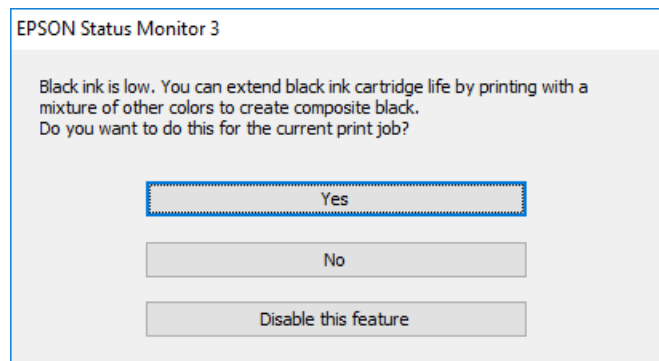 EPSON Status Monitor 3
Black ink is low. You can extend black ink cartridge life by printing with a
mixture of other colors to create composite black.
Do you want to do this for the current print job?
Yes
No
Disable this feature